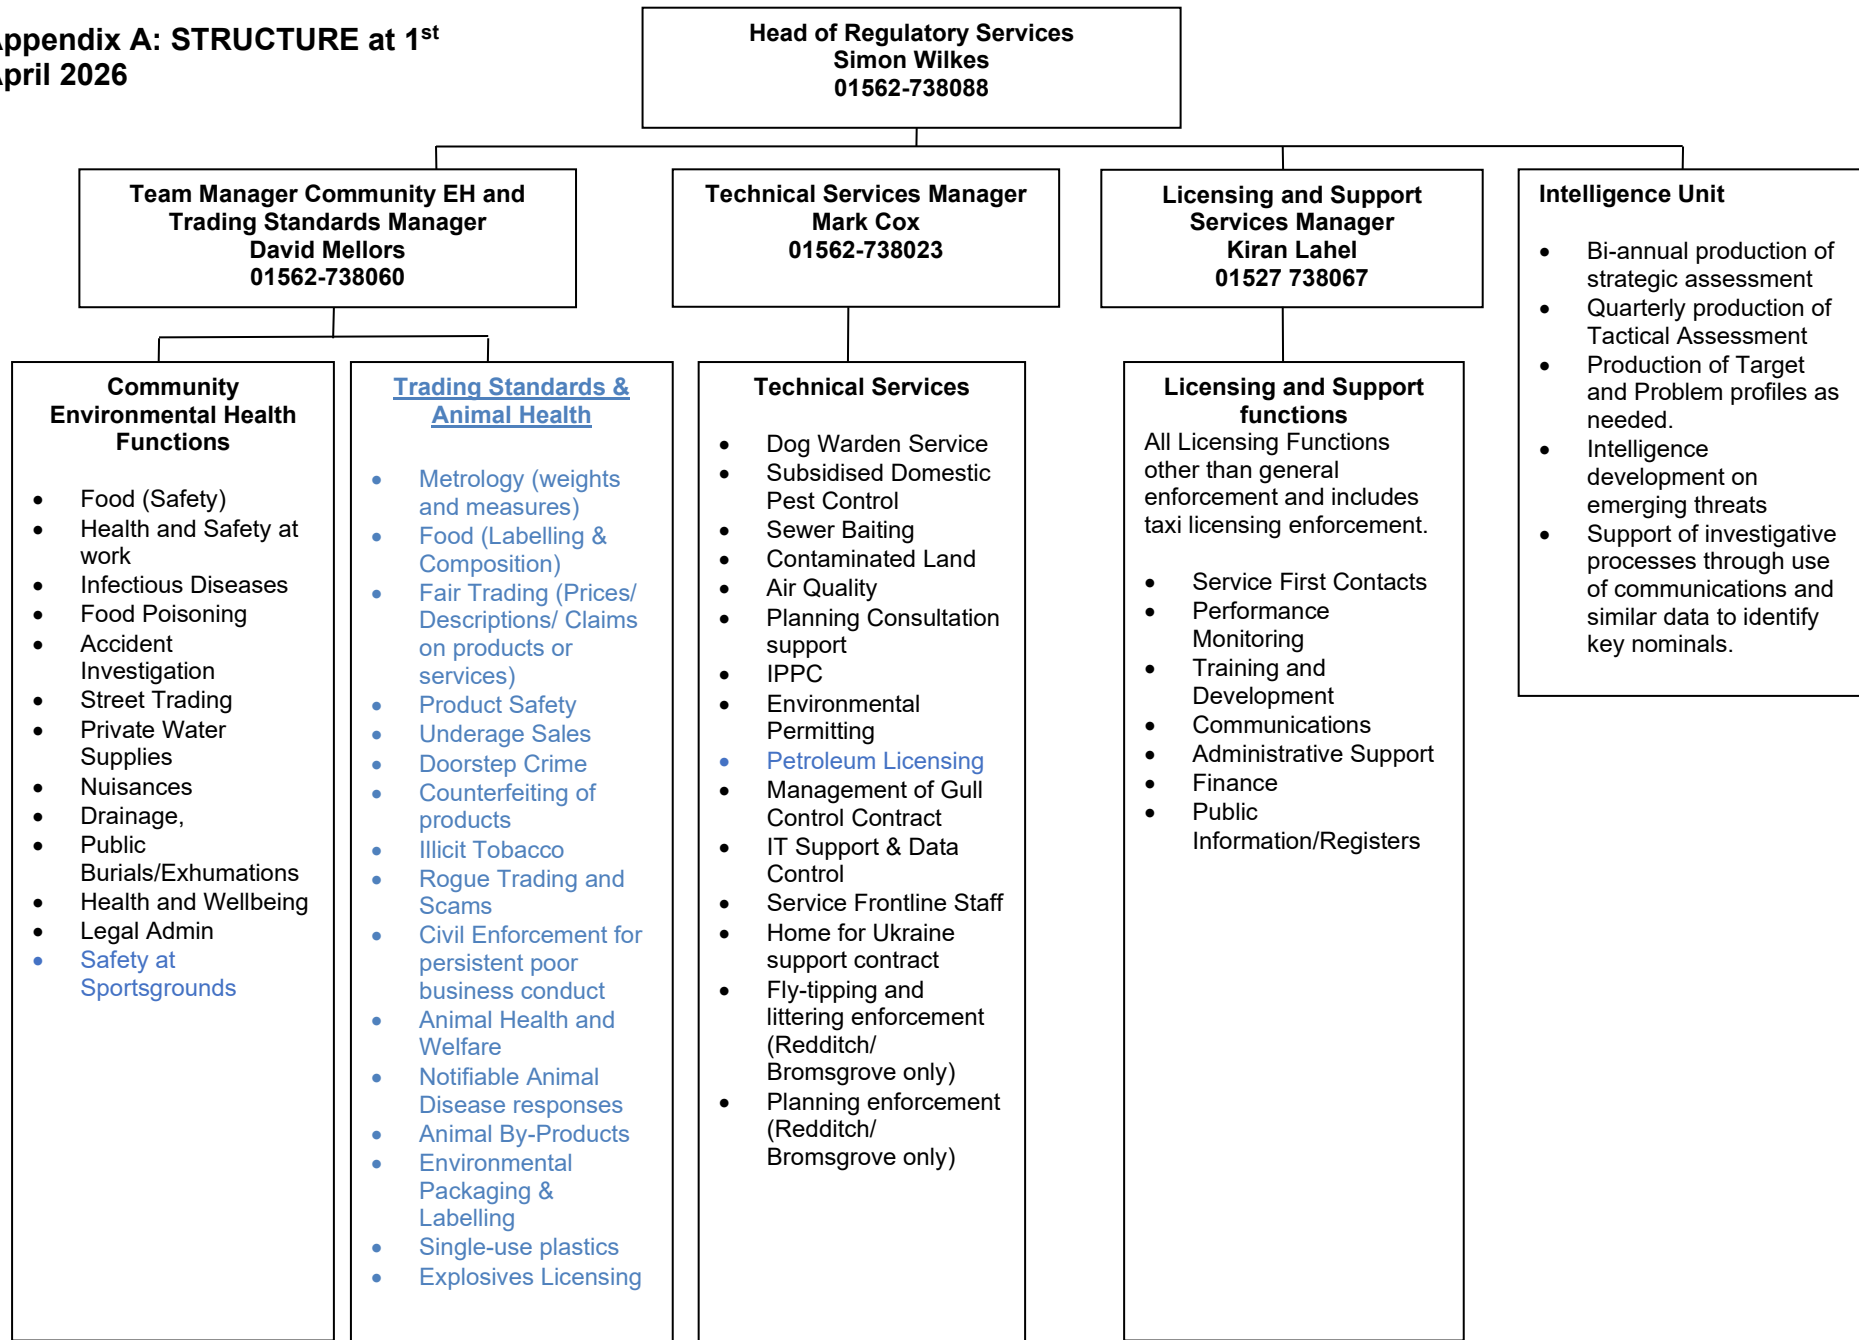 ppendix A: STRUCTURE at 1st
pril 2026
Head of Regulatory Services
Simon Wilkes
01562-738088
Team Manager Community EH and
Trading Standards Manager
David Mellors
01562-738060
Technical Services Manager
Mark Cox
01562-738023
Licensing and Support
Services Manager
Kiran Lahel
01527 738067
Intelligence Unit
• Bi-annual production of
strategic assessment
• Quarterly production of
Tactical Assessment
• Production of Target
and Problem profiles as
needed.
• Intelligence
development on
emerging threats
• Support of investigative
processes through use
of communications and
similar data to identify
key nominals.
Community
Environmental Health
Functions
• Food (Safety)
• Health and Safety at
work
• Infectious Diseases
• Food Poisoning
• Accident
Investigation
• Street Trading
• Private Water
Supplies
• Nuisances
• Drainage,
• Public
Burials/Exhumations
• Health and Wellbeing
• Legal Admin
• Safety at
Sportsgrounds
Trading Standards &
Animal Health
• Metrology (weights
and measures)
• Food (Labelling &
Composition)
• Fair Trading (Prices/
Descriptions/ Claims
on products or
services)
• Product Safety
• Underage Sales
• Doorstep Crime
• Counterfeiting of
products
• Illicit Tobacco
• Rogue Trading and
Scams
• Civil Enforcement for
persistent poor
business conduct
• Animal Health and
Welfare
• Notifiable Animal
Disease responses
• Animal By-Products
• Environmental
Packaging &
Labelling
• Single-use plastics
• Explosives Licensing
Technical Services
• Dog Warden Service
• Subsidised Domestic
Pest Control
• Sewer Baiting
• Contaminated Land
• Air Quality
• Planning Consultation
support
• IPPC
• Environmental
Permitting
• Petroleum Licensing
• Management of Gull
Control Contract
• IT Support & Data
Control
• Service Frontline Staff
• Home for Ukraine
support contract
• Fly-tipping and
littering enforcement
(Redditch/
Bromsgrove only)
• Planning enforcement
(Redditch/
Bromsgrove only)
Licensing and Support
functions
All Licensing Functions
other than general
enforcement and includes
taxi licensing enforcement.
• Service First Contacts
• Performance
Monitoring
• Training and
Development
• Communications
• Administrative Support
• Finance
• Public
Information/Registers